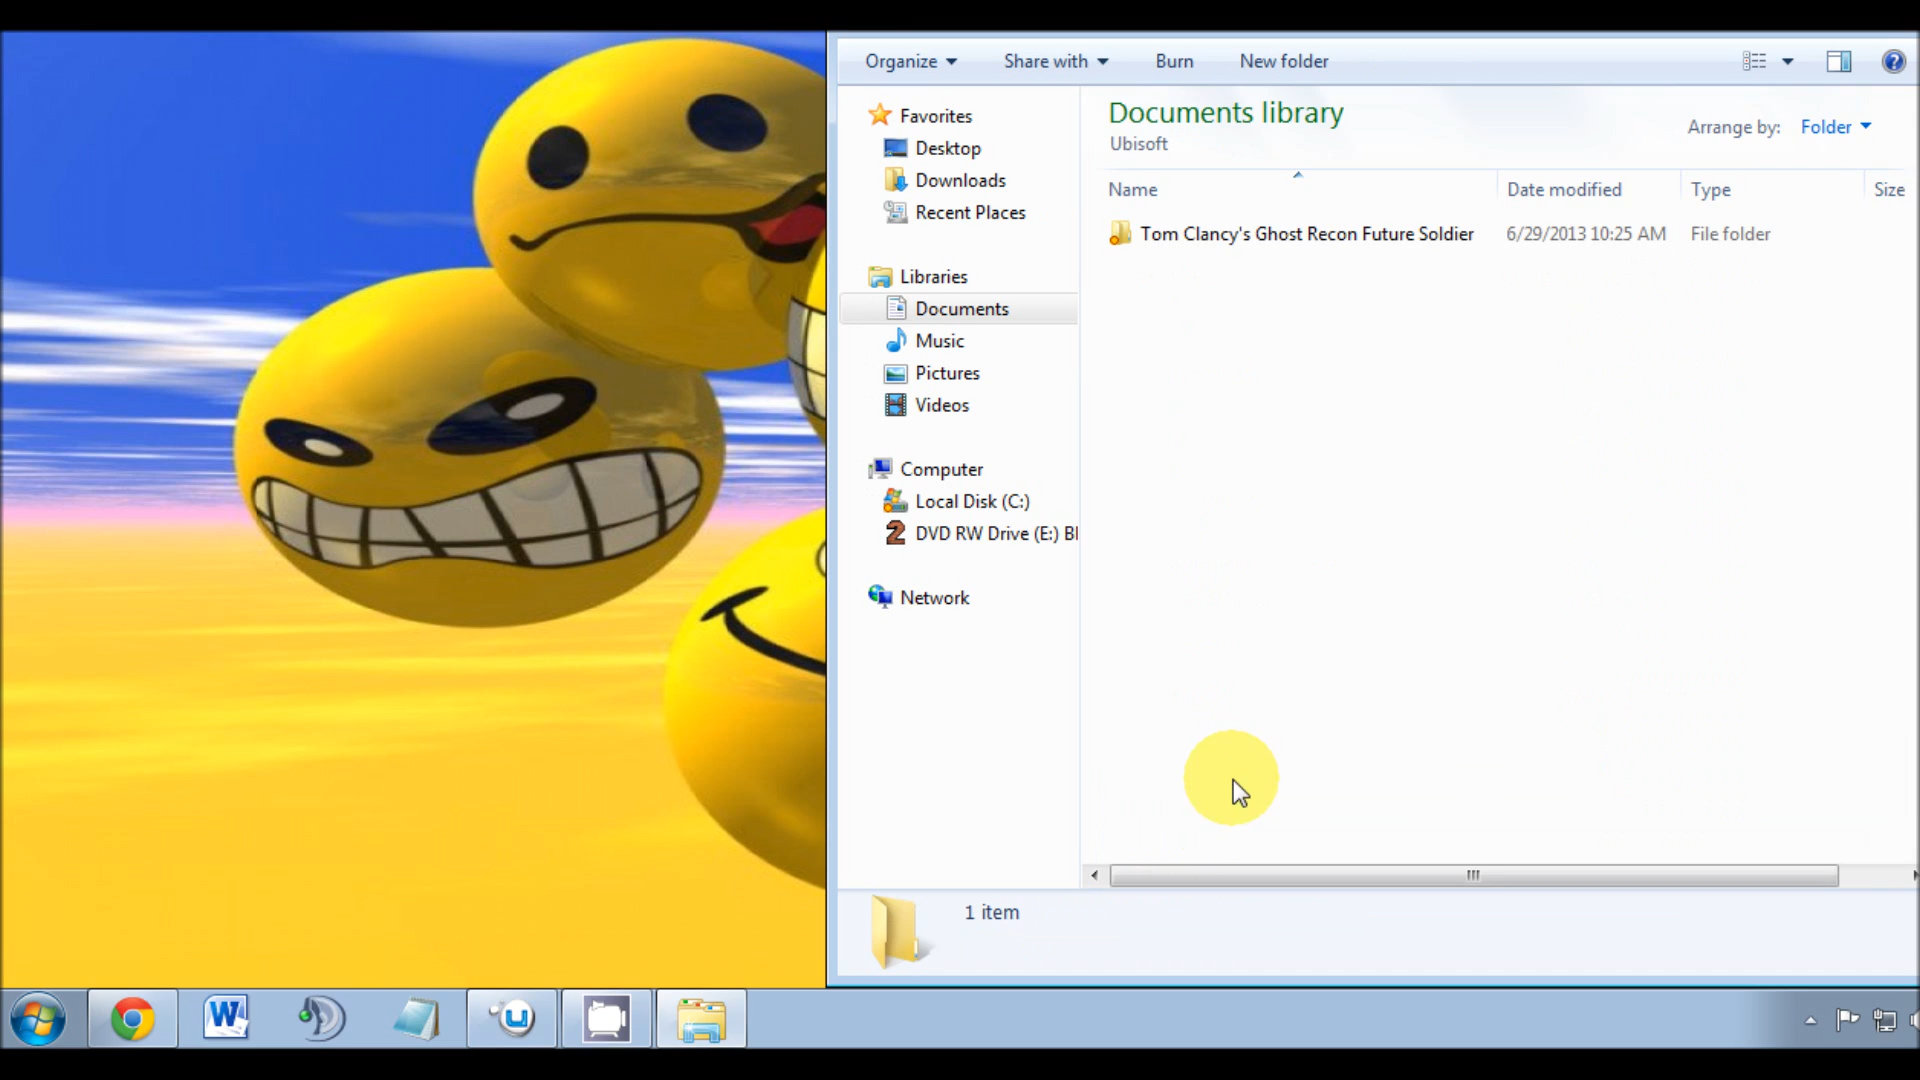 Organize
Share with
Burn
New folder
Favorites
Desktop
Downloads
Recent Places
Libraries
Documents
Music
Pictures
Videos
Computer
Local Disk (C:)
DVD RW Drive (E:) Bl
Network
Documents library
Ubisoft
Arrange by: Folder
Name Date modified Type Size
Tom Clancy's Ghost Recon Future Soldier 6/29/2013 10:25 AM File folder
1 item